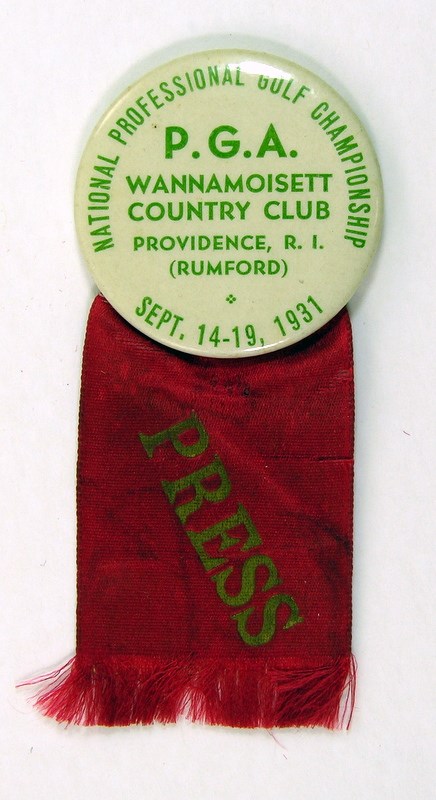 NATIONAL PROFESSIONAL GOLF CHAMPIONSHIP
P.G.A.
WANNAMOISETT
COUNTRY CLUB
PROVIDENCE, R. I.
(RUMFORD)
SEPT. 14-19, 1931
PRESS